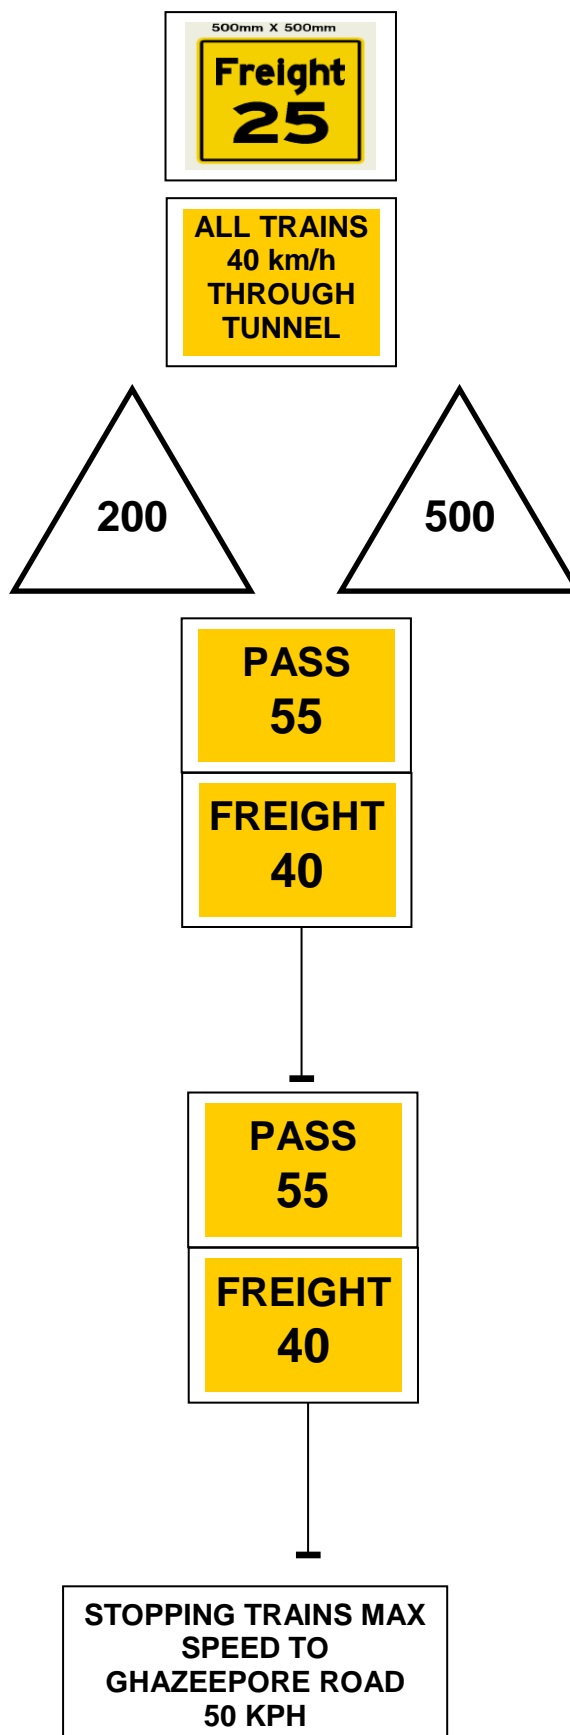 500mm X 500mm
Freight
25
ALL TRAINS
40 km/h
THROUGH
TUNNEL
200
500
PASS
55
FREIGHT
40
PASS
55
FREIGHT
40
STOPPING TRAINS MAX
SPEED TO
GHAZEEPORE ROAD
50 KPH